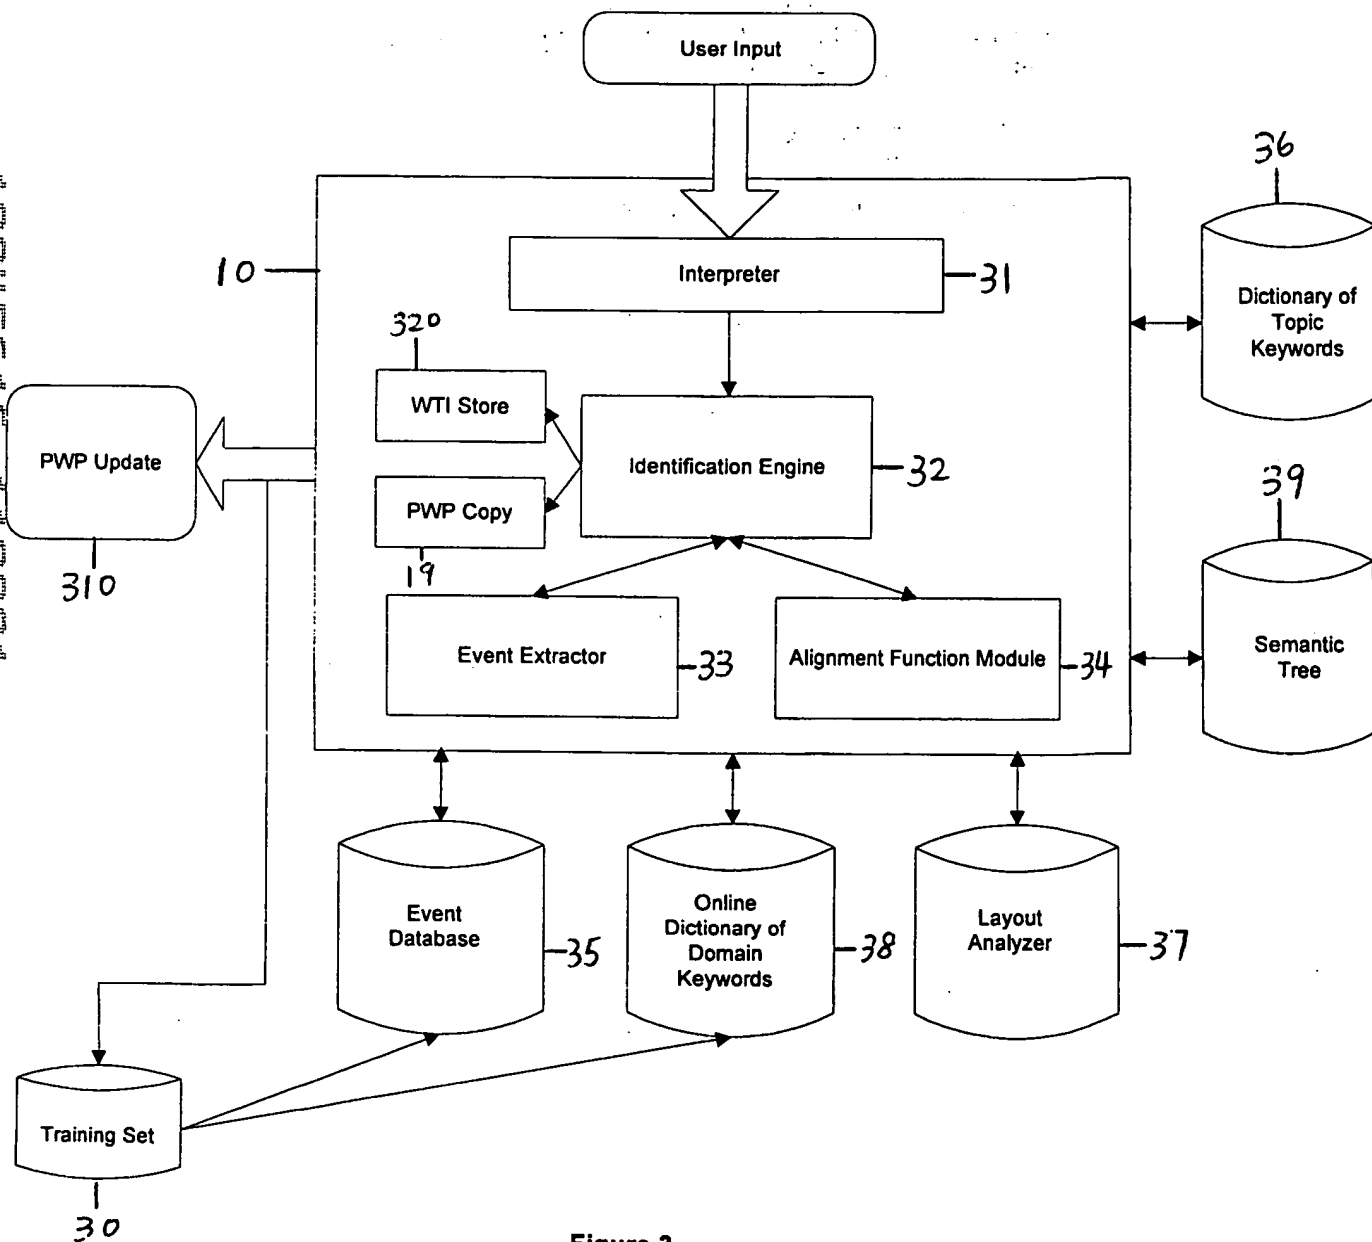 User Input
36
10
Interpreter
31
Dictionary of
Topic
Keywords
320
WTI Store
PWP Update
Identification Engine
32
PWP Copy
39
310
19
Event Extractor
33
Alignment Function Module
34
Semantic
Tree
Event
Database
35
Online
Dictionary of
Domain
Keywords
38
Layout
Analyzer
37
Training Set
30